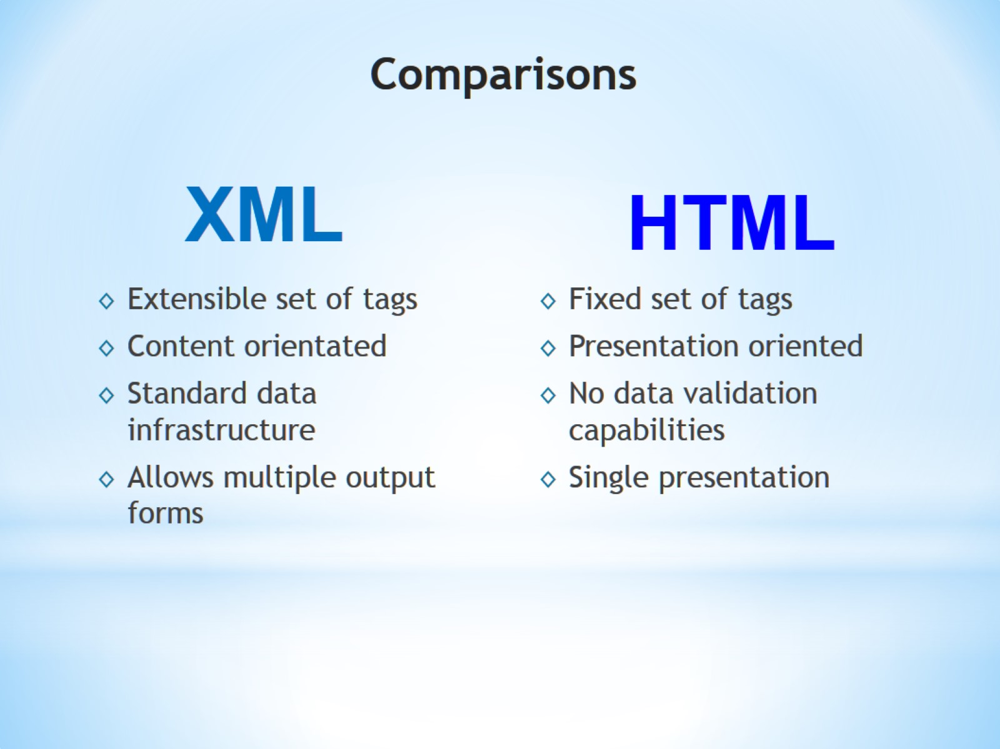 Comparisons
XML
◇ Extensible set of tags
◇ Content orientated
◇ Standard data
infrastructure
◇ Allows multiple output
forms
HTML
◇ Fixed set of tags
◇ Presentation oriented
◇ No data validation
capabilities
◇ Single presentation